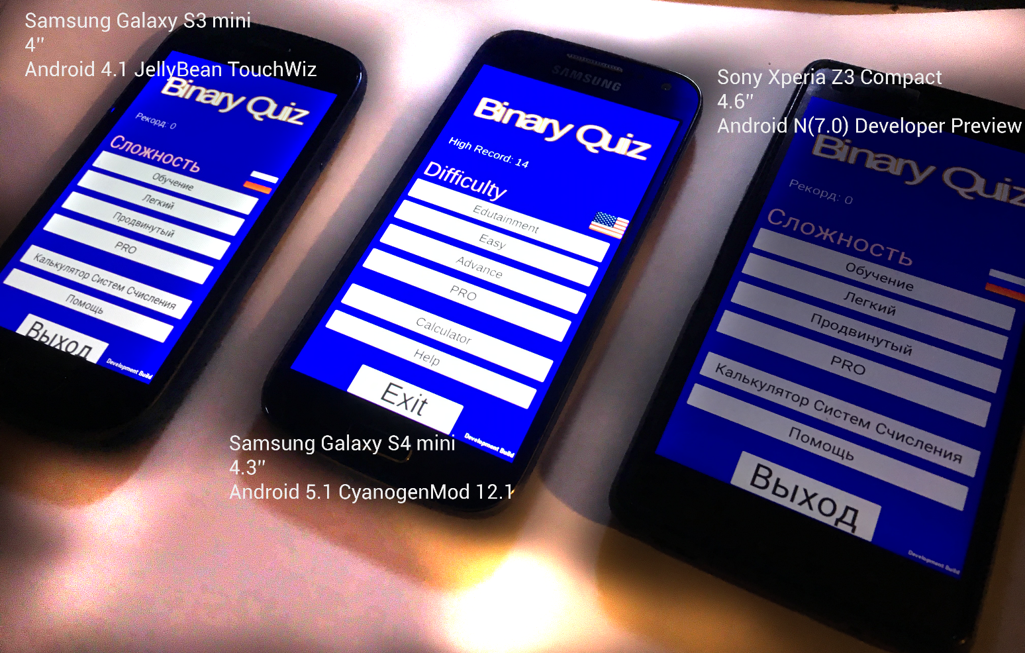 Samsung Galaxy S3 mini
4"
Android 4.1 JellyBean TouchWiz
Binary Quiz
Рекорд: 0
Сложность
Обучение
Легкий
Продвинутый
PRO
Калькулятор Систем Счисления
Помощь
Выход
Development Build
SAMSUNG
Binary Quiz
High Record: 14
Difficulty
Edutainment
Easy
Advance
PRO
Calculator
Help
Exit
Development Build
Samsung Galaxy S4 mini
4.3"
Android 5.1 CyanogenMod 12.1
Sony Xperia Z3 Compact
4.6"
Android N(7.0) Developer Preview
Binary Quiz
Рекорд: 0
Сложность
Обучение
Легкий
Продвинутый
PRO
Калькулятор Систем Счисления
Помощь
Выход
Development Build